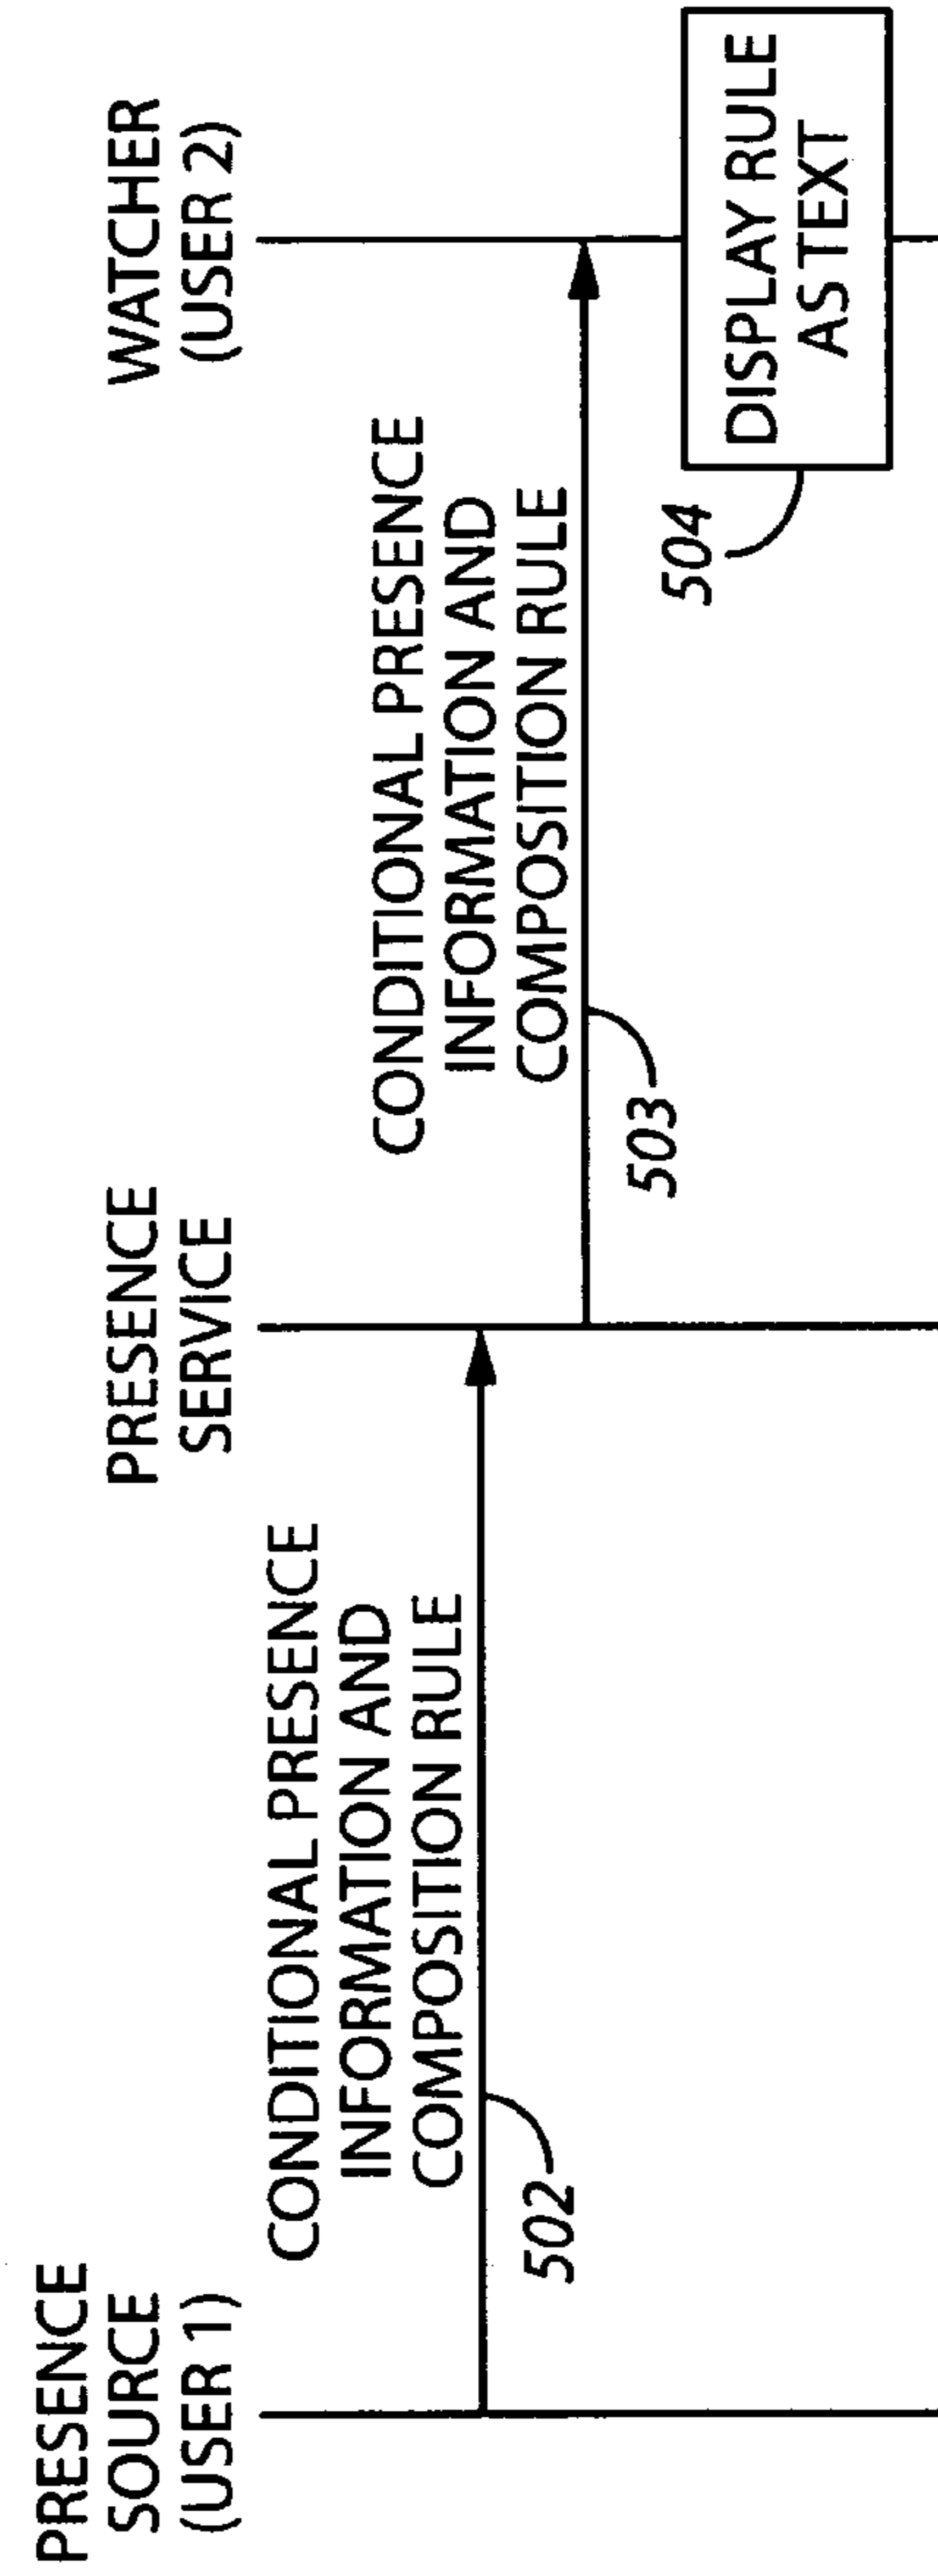 PRESENCE
SOURCE
(USER 1)
PRESENCE
SERVICE
WATCHER
(USER 2)
CONDITIONAL PRESENCE
INFORMATION AND
COMPOSITION RULE
502
CONDITIONAL PRESENCE
INFORMATION AND
COMPOSITION RULE
503
DISPLAY RULE
AS TEXT
504